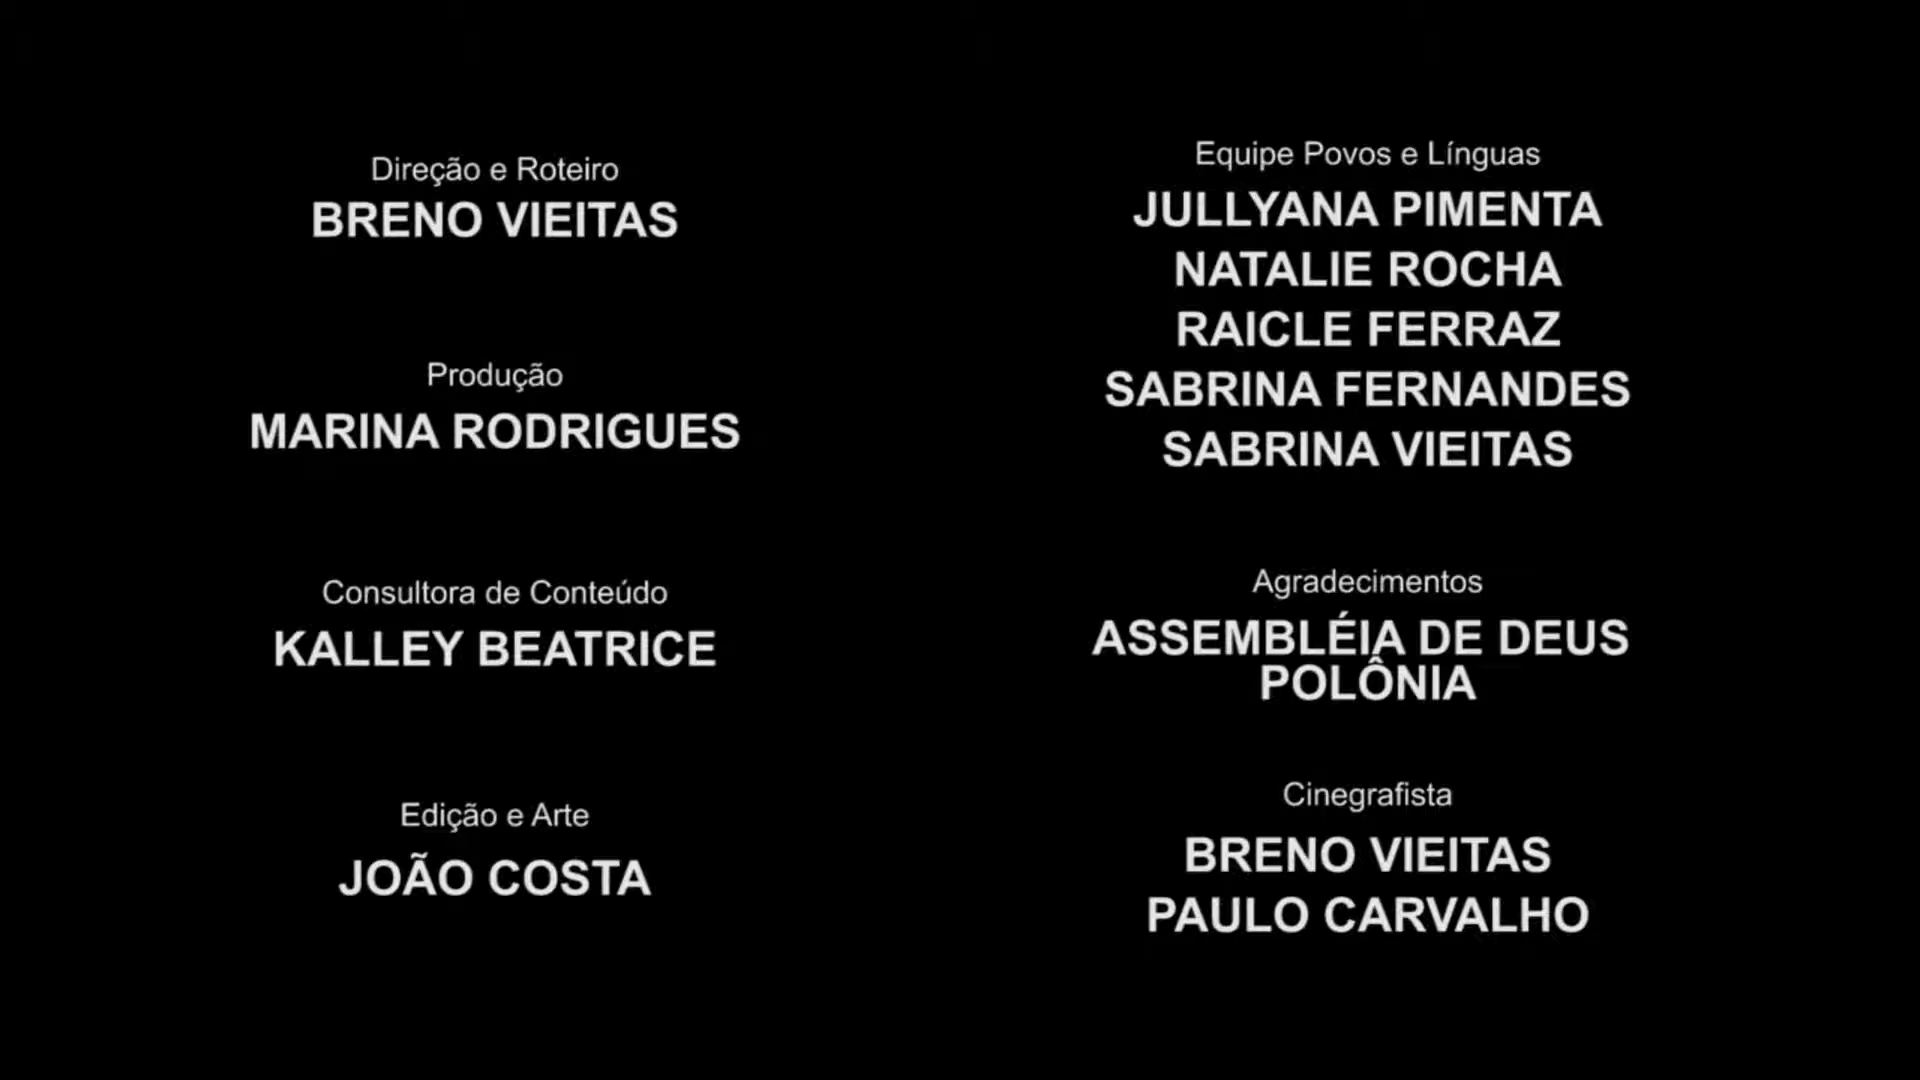 Direção e Roteiro
BRENO VIEITAS
Produção
MARINA RODRIGUES
Consultora de Conteúdo
KALLEY BEATRICE
Edição e Arte
JOÃO COSTA
Equipe Povos e Línguas
JULLYANA PIMENTA
NATALIE ROCHA
RAICLE FERRAZ
SABRINA FERNANDES
SABRINA VIEITAS
Agradecimentos
ASSEMBLÉIA DE DEUS
POLÔNIA
Cinegrafista
BRENO VIEITAS
PAULO CARVALHO